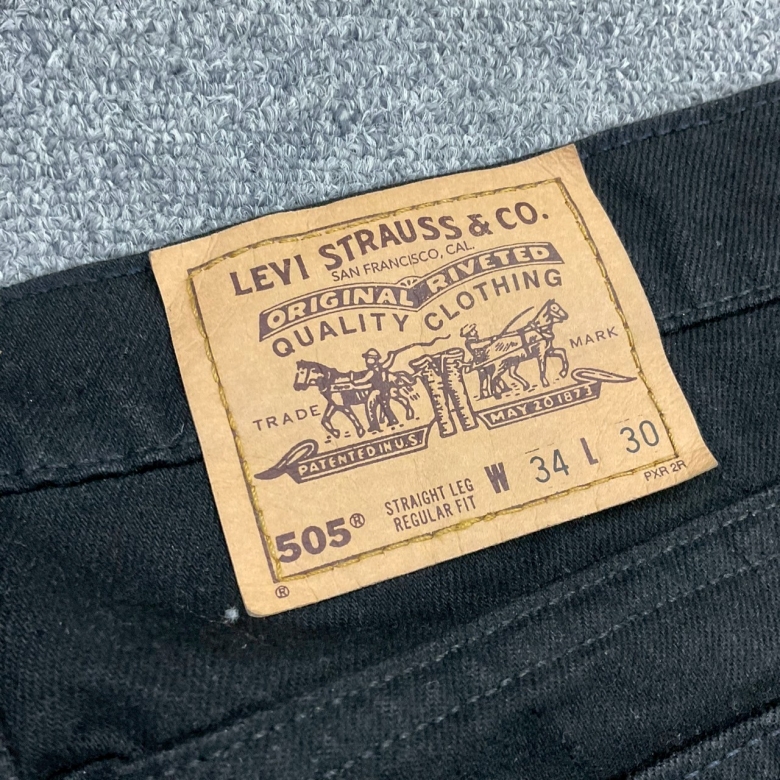 LEVI STRAUSS & CO.
SAN FRANCISCO, CAL.
ORIGINAL RIVETED
QUALITY CLOTHING
TRADE MARK
PATENTED IN U.S. MAY 20 1873
505® STRAIGHT LEG
REGULAR FIT
W 34 L 30
PXR 2R
®